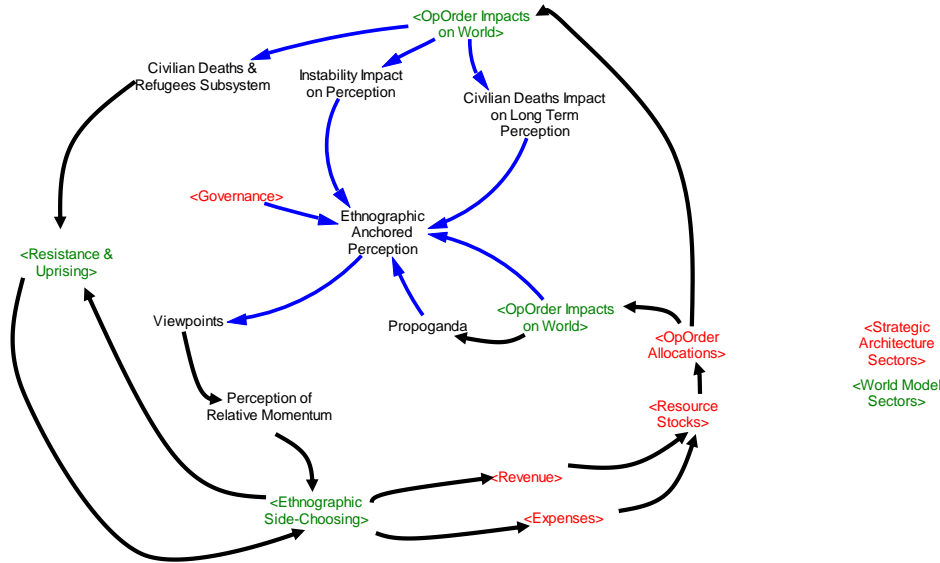 <OpOrder Impacts
on World>
Civilian Deaths &
Refugees Subsystem
Instability Impact
on Perception
Civilian Deaths Impact
on Long Term
Perception
<Governance>
Ethnographic
Anchored
Perception
<Resistance &
Uprising>
Viewpoints
Propoganda
<OpOrder Impacts
on World>
<OpOrder
Allocations>
<Strategic
Architecture
Sectors>
<World Model
Sectors>
Perception of
Relative Momentum
<Resource
Stocks>
<Revenue>
<Ethnographic
Side-Choosing>
<Expenses>